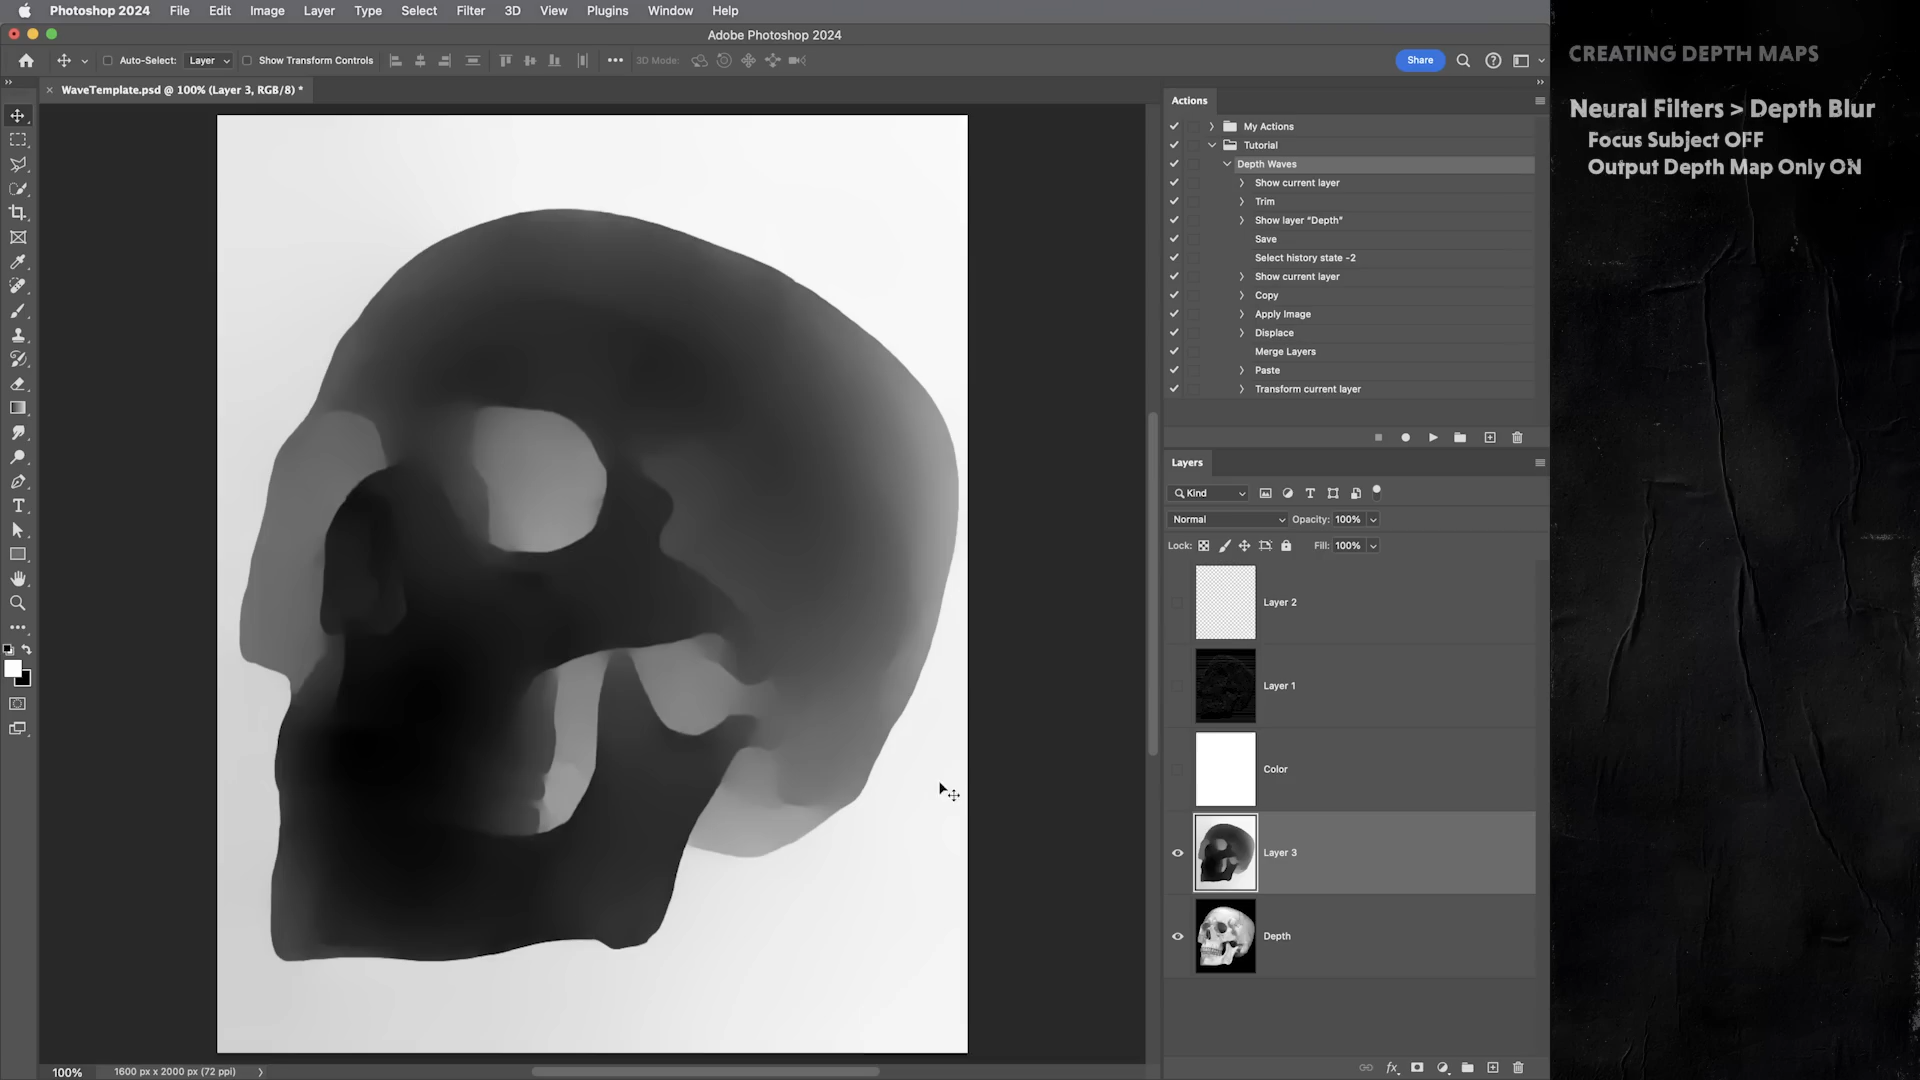 Photoshop 2024 File Edit Image Layer Type Select Filter 3D View Plugins Window Help
Adobe Photoshop 2024
Auto-Select: Layer Show Transform Controls 3D Mode: Share
WaveTemplate.psd @ 100% (Layer 3, RGB/8) *
Actions
My Actions
Tutorial
Depth Waves
Show current layer
Trim
Show layer “Depth”
Save
Select history state -2
Show current layer
Copy
Apply Image
Displace
Merge Layers
Paste
Transform current layer
Layers
Kind
Normal Opacity: 100%
Lock: Fill: 100%
Layer 2
Layer 1
Color
Layer 3
Depth
100% 1600 px x 2000 px (72 ppi)
CREATING DEPTH MAPS
Neural Filters > Depth Blur
Focus Subject OFF
Output Depth Map Only ON